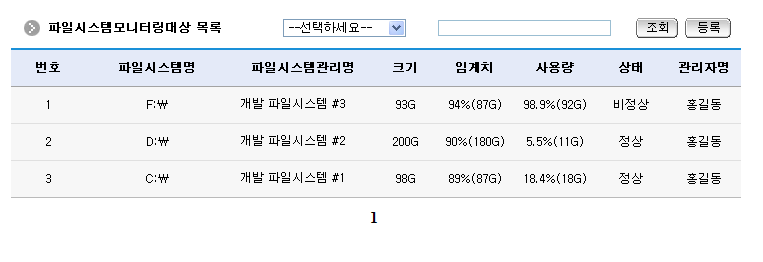 파일시스템모니터링대상 목록 --선택하세요-- 조회 등록
번호 파일시스템명 파일시스템관리명 크기 임계치 사용량 상태 관리자명
1 F:₩ 개발 파일시스템 #3 93G 94%(87G) 98.9%(92G) 비정상 홍길동
2 D:₩ 개발 파일시스템 #2 200G 90%(180G) 5.5%(11G) 정상 홍길동
3 C:₩ 개발 파일시스템 #1 98G 89%(87G) 18.4%(18G) 정상 홍길동
1